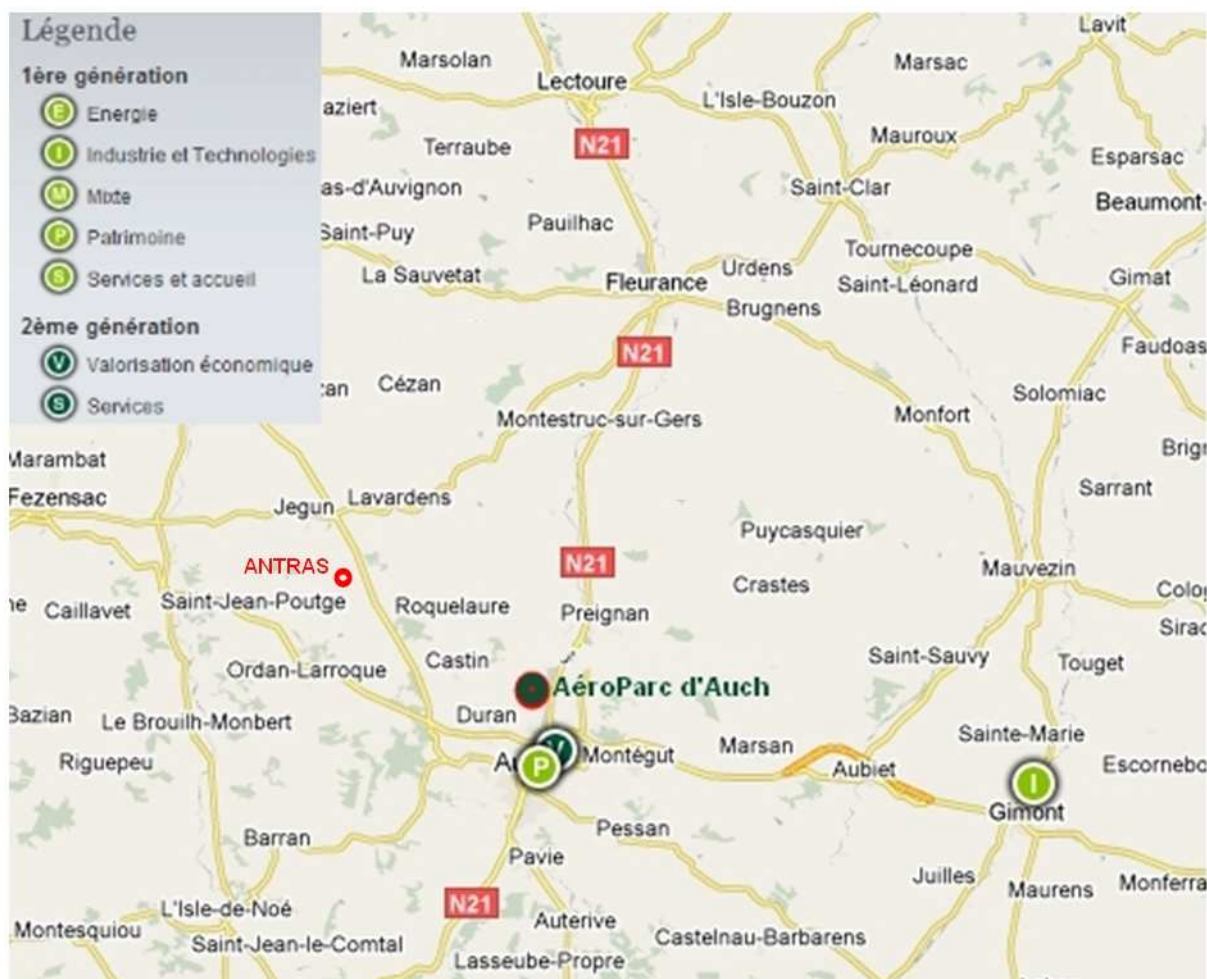 Légende
1ère génération
E Energie
I Industrie et Technologies
M Mixte
P Patrimoine
S Services et accueil
2ème génération
V Valorisation économique
S Services
Lavit
Marsolan
Marsac
Lectoure
L'Isle-Bouzon
aziert
Mauroux
N21
Terraube
Esparsac
as-d'Auvignon
Saint-Clar
Beaumont-
Pauilhac
Saint-Puy
Tournecoupe
Urdens
La Sauvetat
Fleurance
Saint-Léonard
Gimat
Brugnens
N21
Faudoas
Cézan
zan
Solomiac
Montestruc-sur-Gers
Monfort
Brign
Marambat
Sarrant
Fezensac
Lavardens
Jegun
Puycasquier
N21
ANTRAS
Mauvezin
Crastes
Colog
Saint-Jean-Poutge
Caillavet
Roquelaure
Preignan
Sirac
Saint-Sauvy
Castin
Touget
Ordan-Larroque
AéroParc d'Auch
Bazian
Duran
Le Brouilh-Monbert
Sainte-Marie
Marsan
V
Montégut
Riguepeu
P
Aubiet
Escornebo
I
Gimont
Pessan
Barran
Pavie
Juilles
Monferra
Maurens
N21
L'Isle-de-Noé
Auterive
Montesquiou
Castelnau-Barbarens
Saint-Jean-le-Comtal
Lasseube-Propre